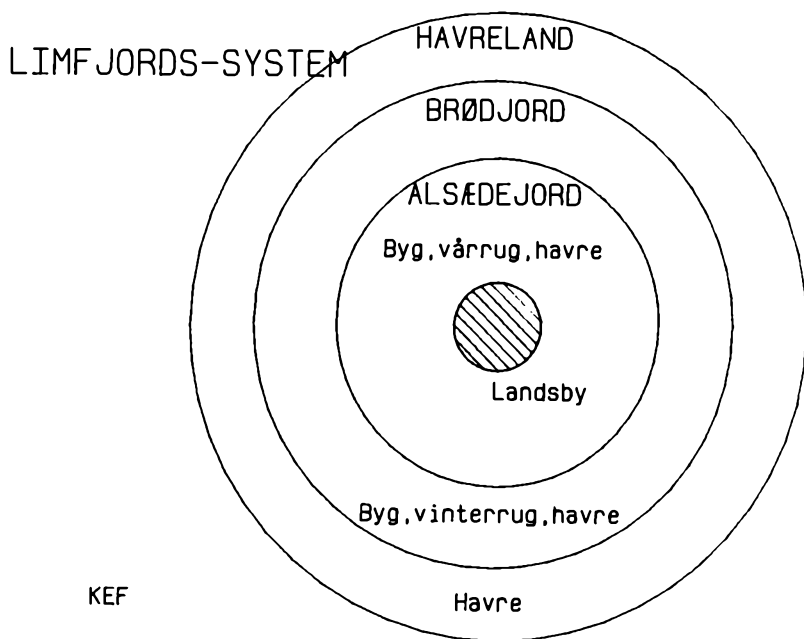 HAVRELAND
LIMFJORDS-SYSTEM
BRØDJORD
ALSÆDEJORD
Byg,vårrug,havre
Landsby
Byg,vinterrug,havre
KEF
Havre